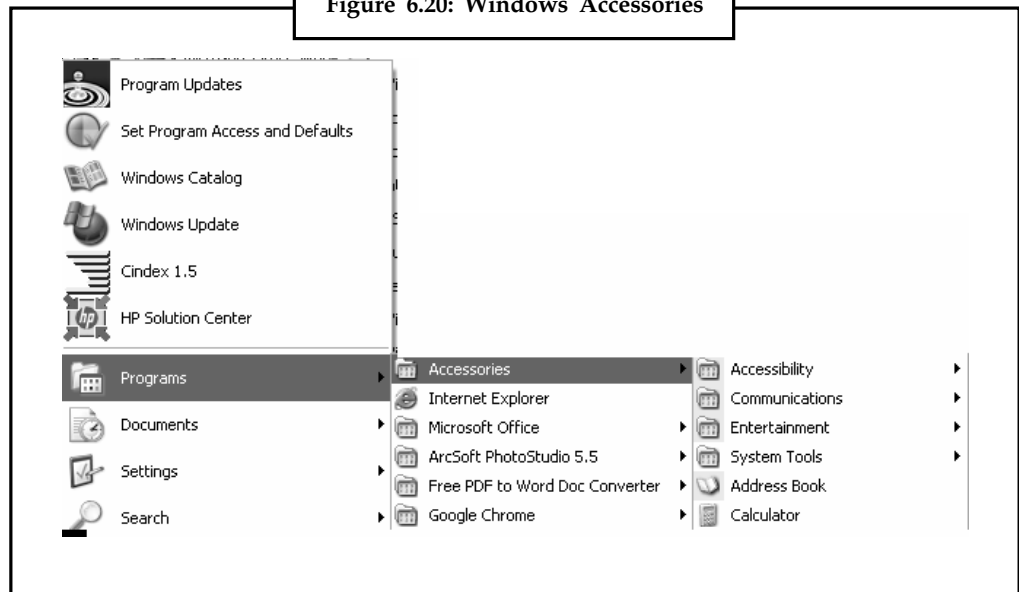 Figure 6.20: Windows Accessories
Program Updates
Set Program Access and Defaults
Windows Catalog
Windows Update
Cindex 1.5
hp HP Solution Center
Programs
Documents
Settings
Search
Accessories
Internet Explorer
Microsoft Office
ArcSoft PhotoStudio 5.5
Free PDF to Word Doc Converter
Google Chrome
Accessibility
Communications
Entertainment
System Tools
Address Book
Calculator